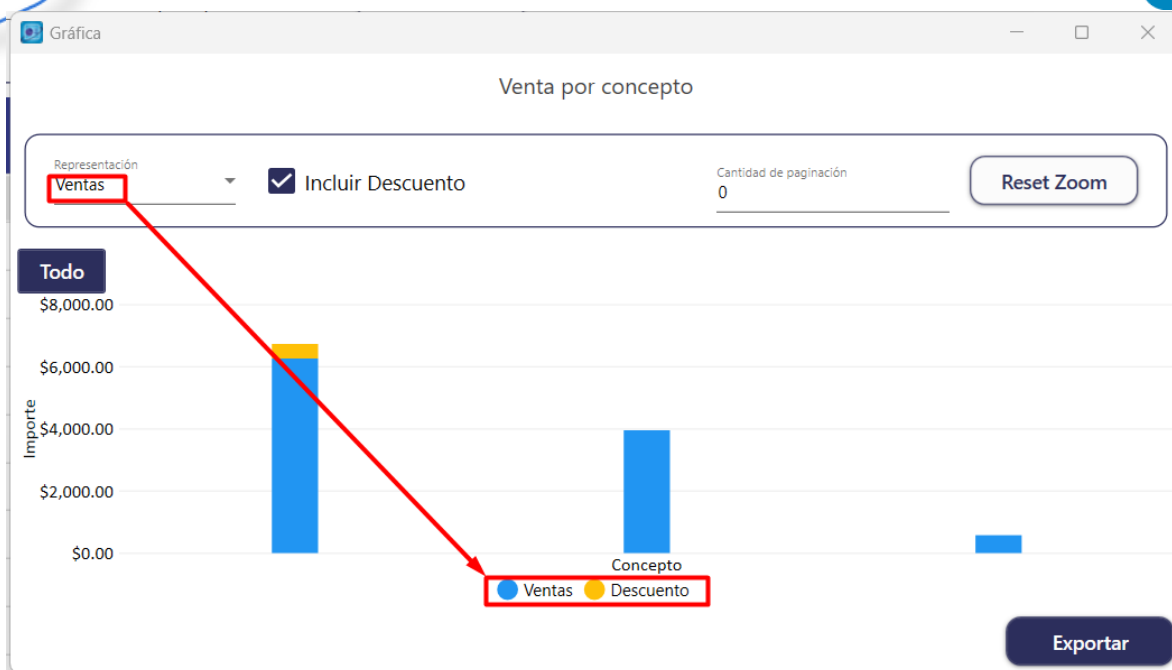 Gráfica
Venta por concepto
Representación
Ventas
Incluir Descuento
Cantidad de paginación
0
Reset Zoom
Todo
$8,000.00
$6,000.00
$4,000.00
$2,000.00
$0.00
Importe
Concepto
Ventas Descuento
Exportar